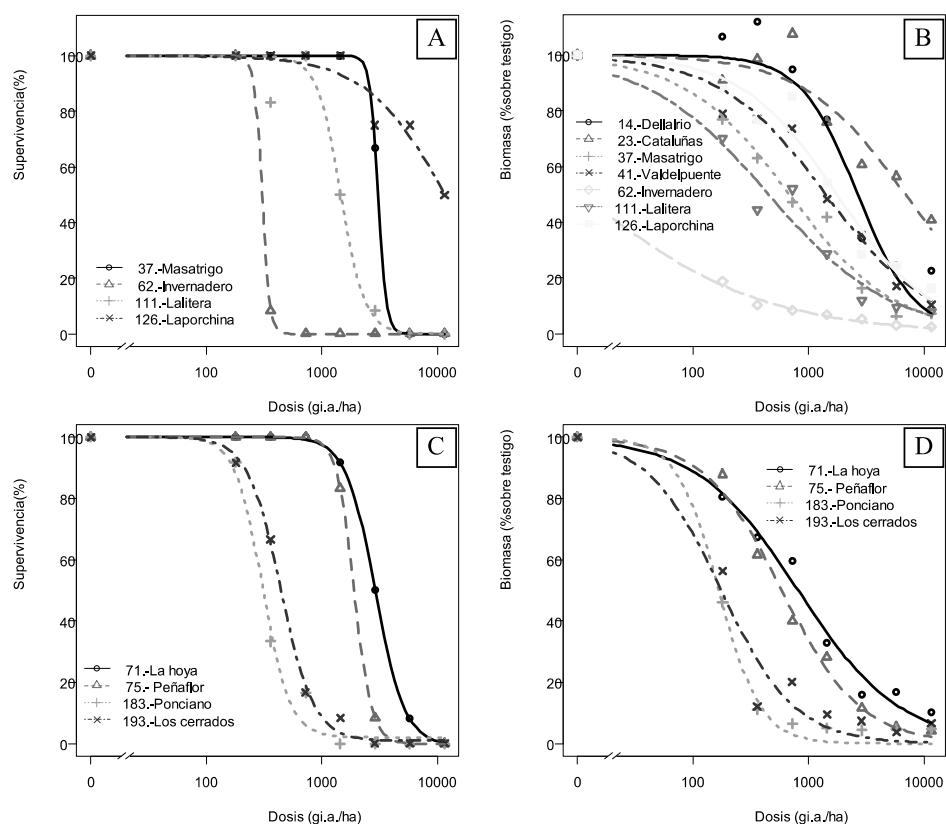 A
Supervivencia(%)
100
80
60
40
20
0
37.-Masatrigo
62.-Invernadero
111.-Lalitera
126.-Laporchina
0
100
1000
10000
Dosis (gi.a./ha)
B
Biomasa (%sobre testigo)
100
80
60
40
20
0
14.-Dellalrio
23.-Cataluñas
37.-Masatrigo
41.-Valdelpuente
62.-Invernadero
111.-Lalitera
126.-Laporchina
0
100
1000
10000
Dosis (gi.a./ha)
C
Supervivencia(%)
100
80
60
40
20
0
71.-La hoya
75.- Peñaflor
183.-Ponciano
193.-Los cerrados
0
100
1000
10000
Dosis (gi.a./ha)
D
Biomasa (%sobre testigo)
100
80
60
40
20
0
71.-La hoya
75.- Peñaflor
183.-Ponciano
193.-Los cerrados
0
100
1000
10000
Dosis (gi.a./ha)